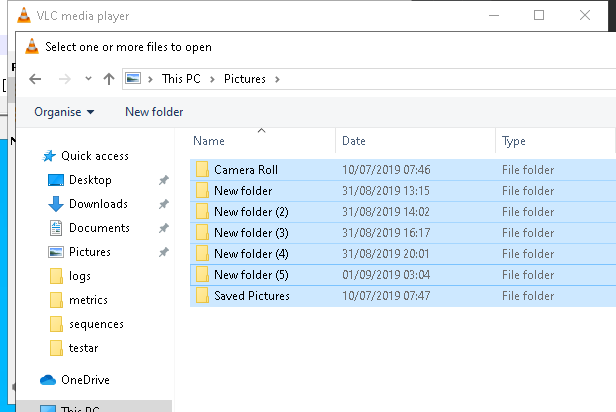 VLC media player
Select one or more files to open
This PC > Pictures >
Organise New folder
Name Date Type
Quick access
Desktop
Downloads
Documents
Pictures
logs
metrics
sequences
testar
OneDrive
This PC
Camera Roll 10/07/2019 07:46 File folder
New folder 31/08/2019 13:15 File folder
New folder (2) 31/08/2019 14:02 File folder
New folder (3) 31/08/2019 16:17 File folder
New folder (4) 31/08/2019 20:01 File folder
New folder (5) 01/09/2019 03:04 File folder
Saved Pictures 10/07/2019 07:47 File folder